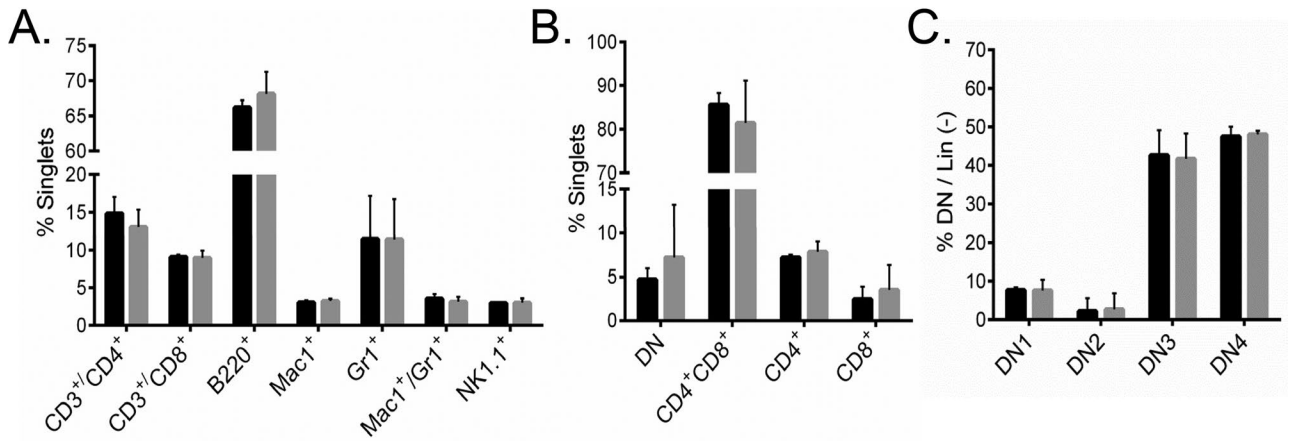 A.
% Singlets
75
70
65
60
20
15
10
5
0
CD3⁺/CD4⁺
CD3⁺/CD8⁺
B220⁺
Mac1⁺
Gr1⁺
Mac1⁺/Gr1⁺
NK1.1⁺
B.
% Singlets
100
90
80
70
15
10
5
0
DN
CD4⁺CD8⁺
CD4⁺
CD8⁺
C.
% DN / Lin (-)
70
60
50
40
30
20
10
0
DN1
DN2
DN3
DN4